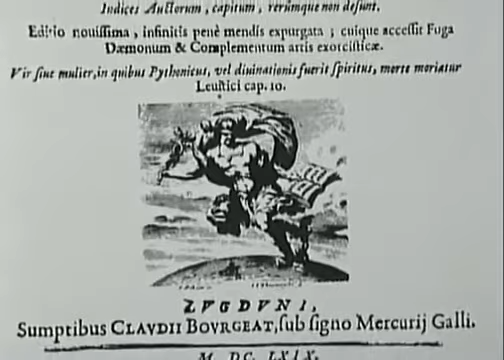 Indices Auctorum, capitum, rerúmque non desunt.
Editio nouissima, infinitis penè mendis expurgata; cuique accessit Fuga
Dæmonum & Complementum artis exorcisticæ.
Vir siue mulier, in quibus Pythonicus, vel diuinationis fuerit spiritus, morte moriatur
Leuitici cap. 10.
LVGDVNI,
Sumptibus CLAVDII BOVRGEAT, sub signo Mercurij Galli.
M. DC. LXIX.